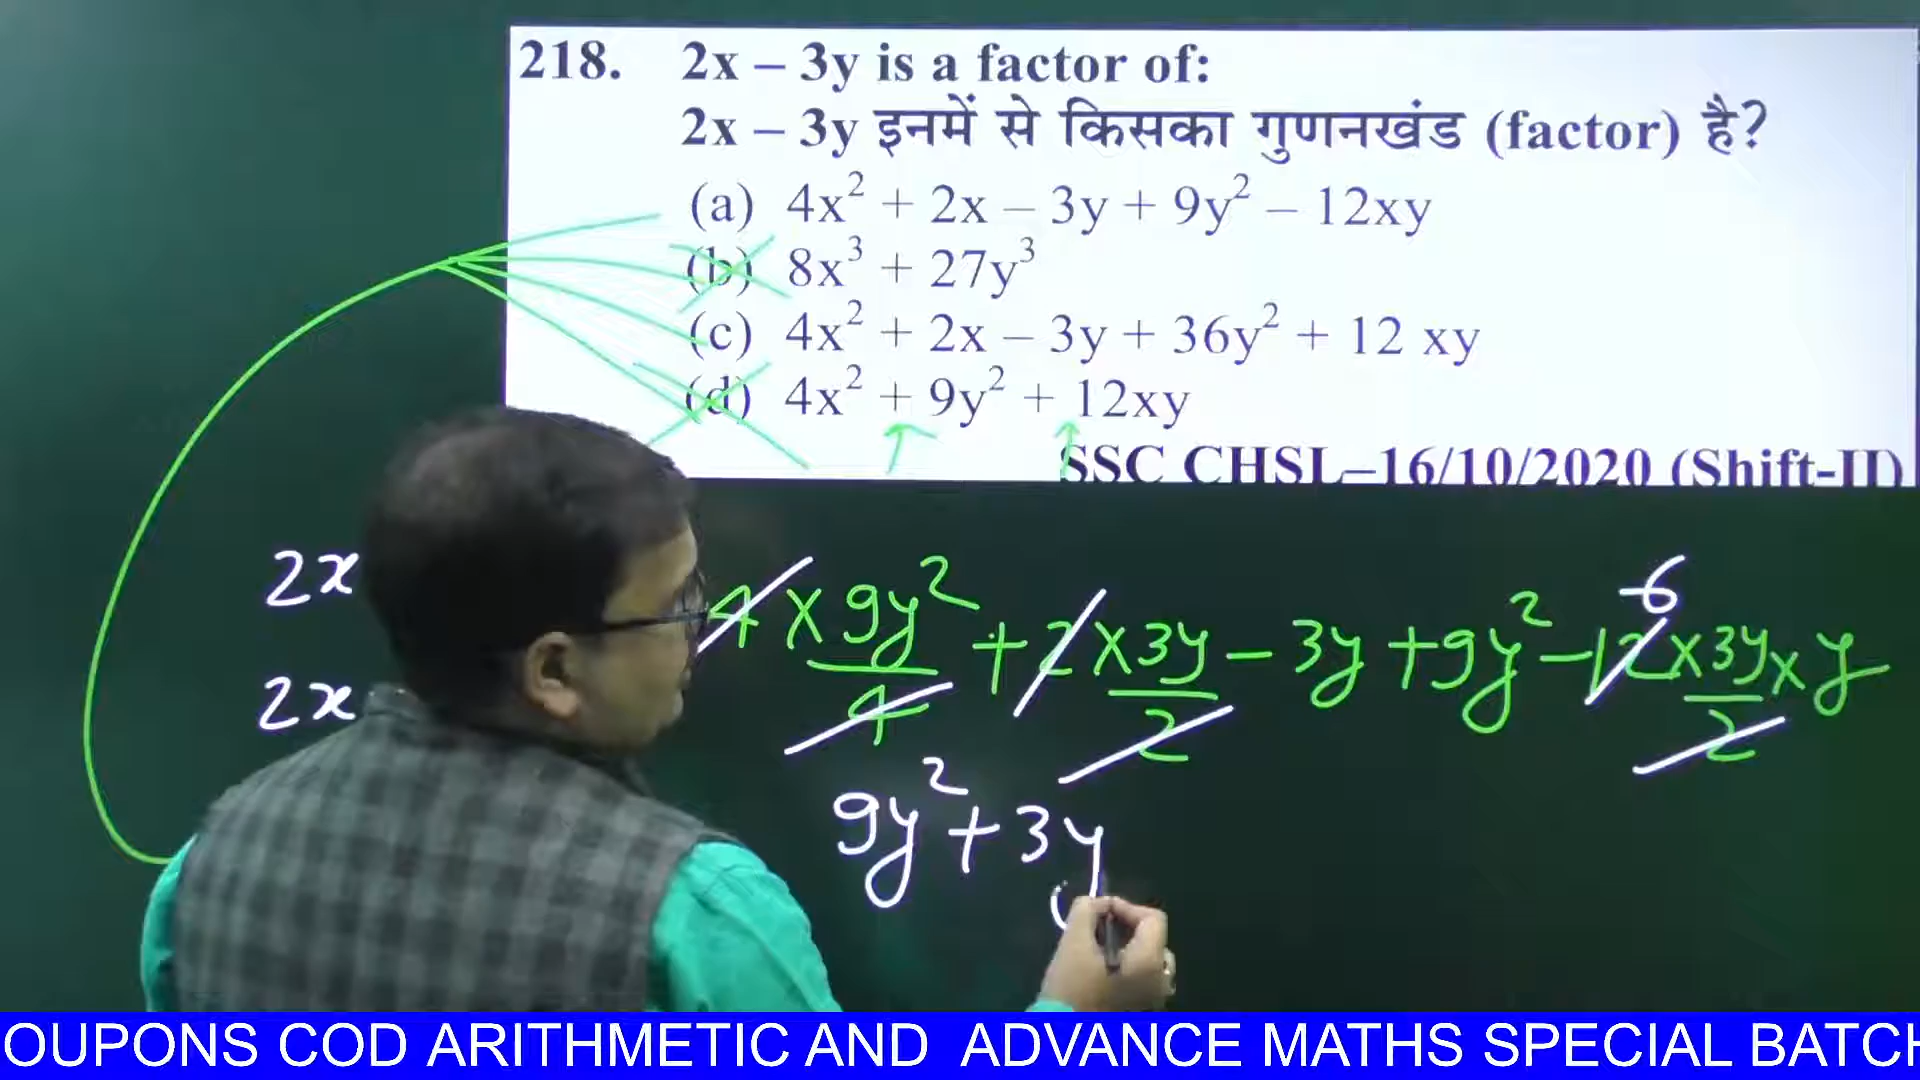 218. 2x – 3y is a factor of:
2x – 3y इनमें से किसका गुणनखंड (factor) है?
(a) 4x² + 2x – 3y + 9y² – 12xy
(b) 8x³ + 27y³
(c) 4x² + 2x – 3y + 36y² + 12 xy
(d) 4x² + 9y² + 12xy
SSC CHSL–16/10/2020 (Shift-II)
2x
2x
4 × 9y²/4 + 2 × 3y/2 – 3y + 9y² – 12 × 3y/2 × y
-6
9y² + 3y
OUPONS COD ARITHMETIC AND ADVANCE MATHS SPECIAL BATCH